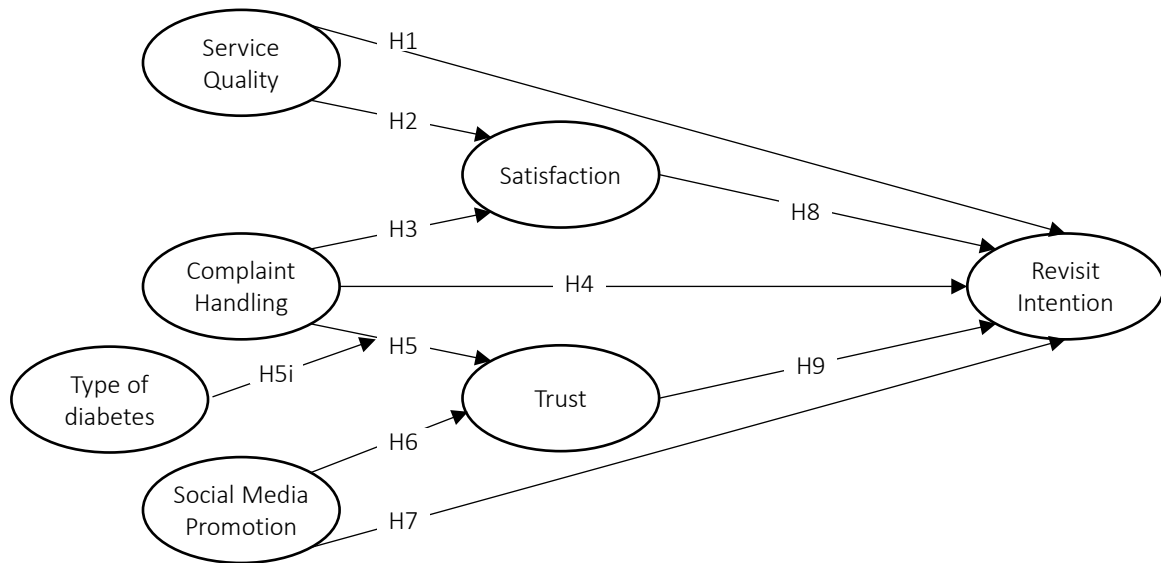 Service
Quality
H1
H2
Satisfaction
H3
H8
Complaint
Handling
H4
Revisit
Intention
H5
H5i
Type of
diabetes
Trust
H9
H6
Social Media
Promotion
H7